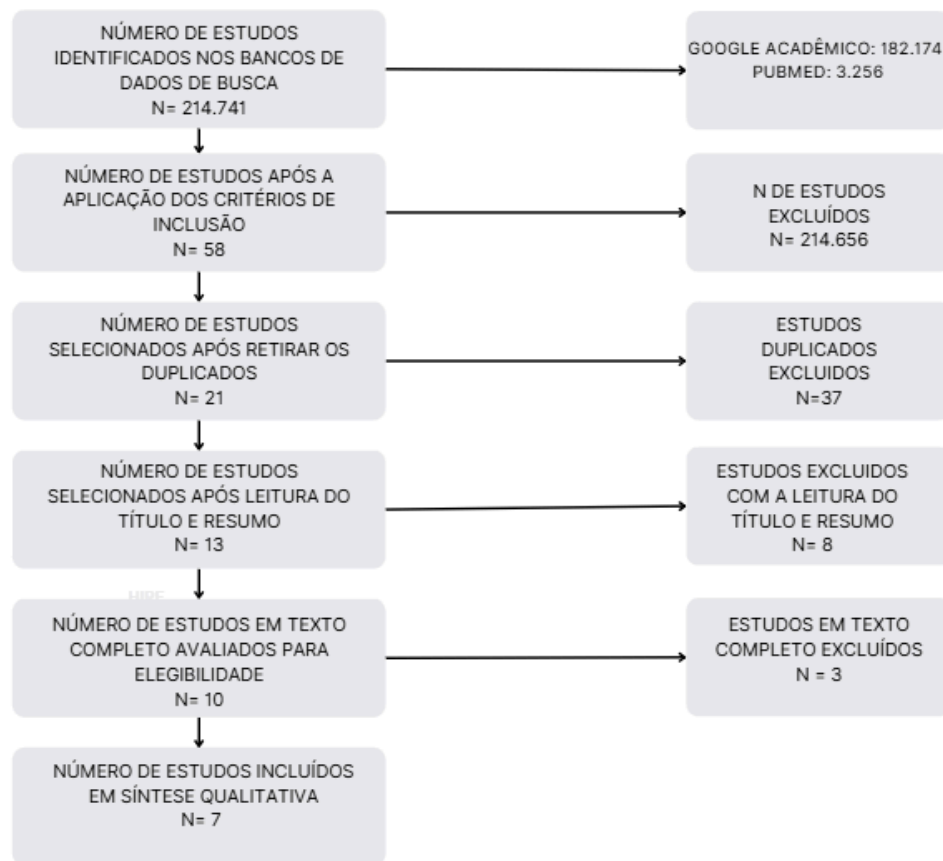 NÚMERO DE ESTUDOS
IDENTIFICADOS NOS BANCOS DE
DADOS DE BUSCA
N= 214.741
GOOGLE ACADÊMICO: 182.174
PUBMED: 3.256
NÚMERO DE ESTUDOS APÓS A
APLICAÇÃO DOS CRITÉRIOS DE
INCLUSÃO
N= 58
N DE ESTUDOS
EXCLUÍDOS
N= 214.656
NÚMERO DE ESTUDOS
SELECIONADOS APÓS RETIRAR OS
DUPLICADOS
N= 21
ESTUDOS
DUPLICADOS
EXCLUIDOS
N=37
NÚMERO DE ESTUDOS
SELECIONADOS APÓS LEITURA DO
TÍTULO E RESUMO
N= 13
ESTUDOS EXCLUIDOS
COM A LEITURA DO
TÍTULO E RESUMO
N= 8
HIRE
NÚMERO DE ESTUDOS EM TEXTO
COMPLETO AVALIADOS PARA
ELEGIBILIDADE
N= 10
ESTUDOS EM TEXTO
COMPLETO EXCLUÍDOS
N = 3
NÚMERO DE ESTUDOS INCLUÍDOS
EM SÍNTESE QUALITATIVA
N= 7